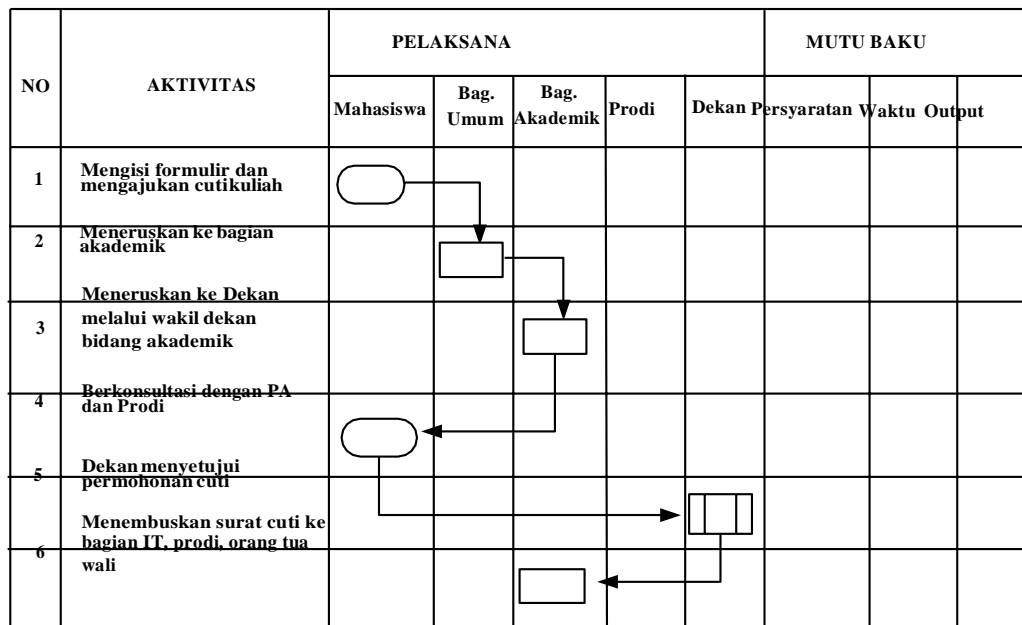 PELAKSANA
MUTU BAKU
NO
AKTIVITAS
Mahasiswa
Bag.
Umum
Bag.
Akademik
Prodi
Dekan
Persyaratan
Waktu
Output
1
Mengisi formulir dan
mengajukan cutikuliah
2
Meneruskan ke bagian
akademik
3
Meneruskan ke Dekan
melalui wakil dekan
bidang akademik
4
Berkonsultasi dengan PA
dan Prodi
5
Dekan menyetujui
permohonan cuti
6
Menembuskan surat cuti ke
bagian IT, prodi, orang tua
wali